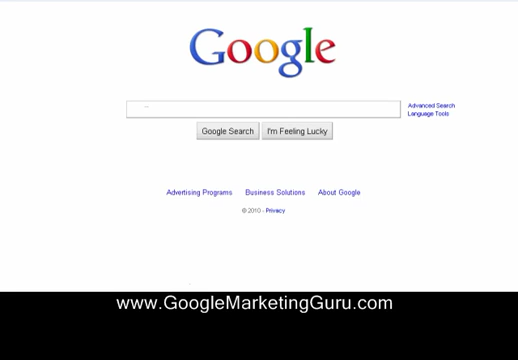 Google
Advanced Search
Language Tools
Google Search
I'm Feeling Lucky
Advertising Programs Business Solutions About Google
© 2010 - Privacy
www.GoogleMarketingGuru.com